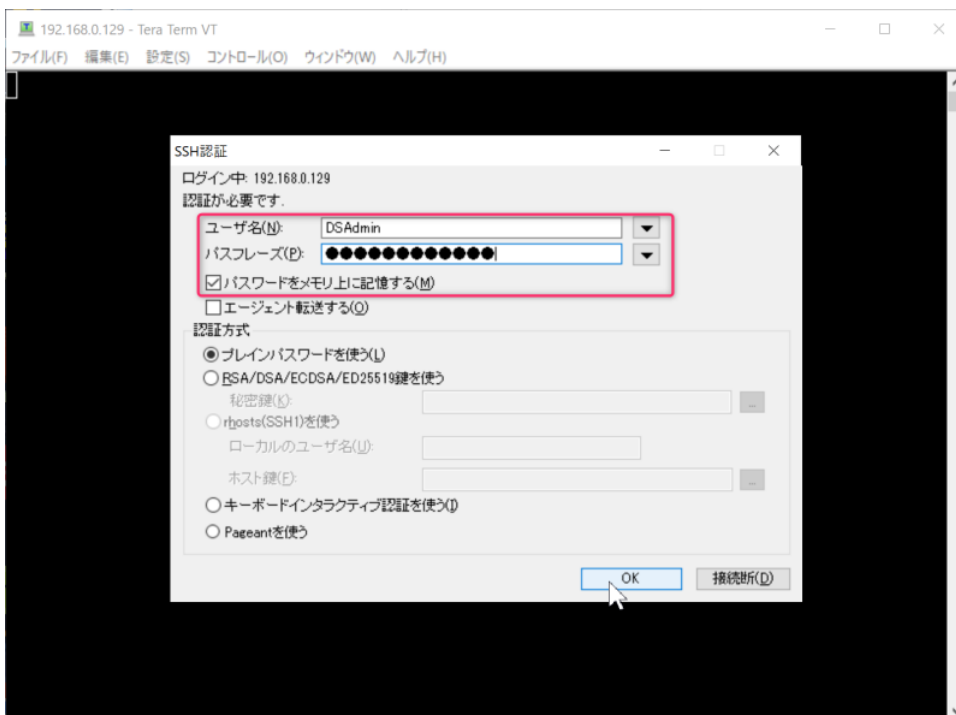 192.168.0.129 - Tera Term VT
ファイル(F) 編集(E) 設定(S) コントロール(O) ウィンドウ(W) ヘルプ(H)
SSH認証
ログイン中: 192.168.0.129
認証が必要です.
ユーザ名(N): DSAdmin
パスフレーズ(P): ●●●●●●●●●●●●
パスワードをメモリ上に記憶する(M)
エージェント転送する(O)
認証方式
プレインパスワードを使う(L)
RSA/DSA/ECDSA/ED25519鍵を使う
秘密鍵(K): ...
rhosts(SSH1)を使う
ローカルのユーザ名(U):
ホスト鍵(F): ...
キーボードインタラクティブ認証を使う(I)
Pageantを使う
OK 接続断(D)